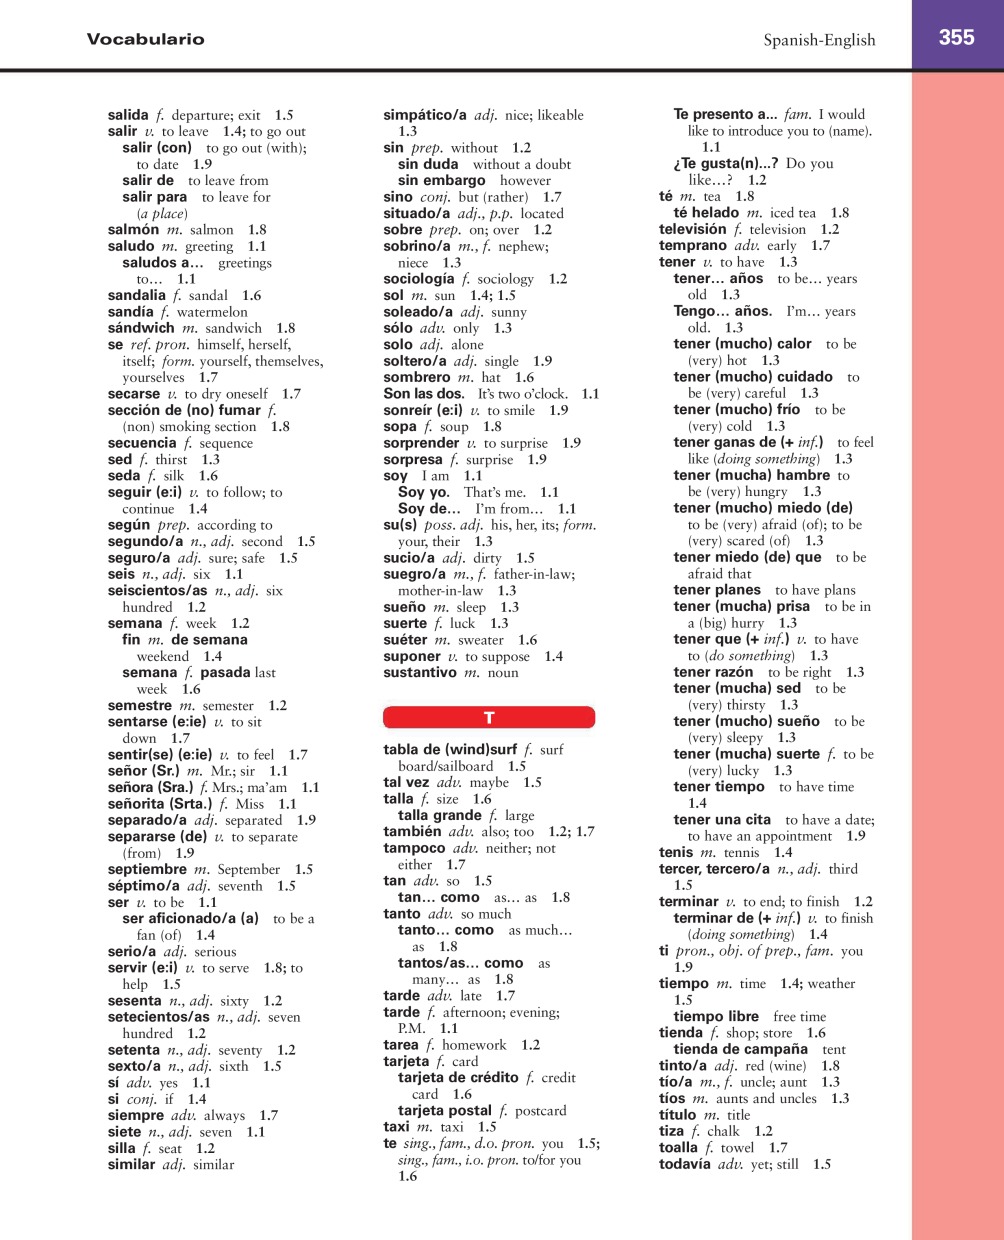 Vocabulario
Spanish-English
355
salida f. departure; exit 1.5
salir v. to leave 1.4; to go out
salir (con) to go out (with);
to date 1.9
salir de to leave from
salir para to leave for
(a place)
salmón m. salmon 1.8
saludo m. greeting 1.1
saludos a… greetings
to… 1.1
sandalia f. sandal 1.6
sandía f. watermelon
sándwich m. sandwich 1.8
se ref. pron. himself, herself,
itself; form. yourself, themselves,
yourselves 1.7
secarse v. to dry oneself 1.7
sección de (no) fumar f.
(non) smoking section 1.8
secuencia f. sequence
sed f. thirst 1.3
seda f. silk 1.6
seguir (e:i) v. to follow; to
continue 1.4
según prep. according to
segundo/a n., adj. second 1.5
seguro/a adj. sure; safe 1.5
seis n., adj. six 1.1
seiscientos/as n., adj. six
hundred 1.2
semana f. week 1.2
fin m. de semana
weekend 1.4
semana f. pasada last
week 1.6
semestre m. semester 1.2
sentarse (e:ie) v. to sit
down 1.7
sentir(se) (e:ie) v. to feel 1.7
señor (Sr.) m. Mr.; sir 1.1
señora (Sra.) f. Mrs.; ma’am 1.1
señorita (Srta.) f. Miss 1.1
separado/a adj. separated 1.9
separarse (de) v. to separate
(from) 1.9
septiembre m. September 1.5
séptimo/a adj. seventh 1.5
ser v. to be 1.1
ser aficionado/a (a) to be a
fan (of) 1.4
serio/a adj. serious
servir (e:i) v. to serve 1.8; to
help 1.5
sesenta n., adj. sixty 1.2
setecientos/as n., adj. seven
hundred 1.2
setenta n., adj. seventy 1.2
sexto/a n., adj. sixth 1.5
sí adv. yes 1.1
si conj. if 1.4
siempre adv. always 1.7
siete n., adj. seven 1.1
silla f. seat 1.2
similar adj. similar
simpático/a adj. nice; likeable
1.3
sin prep. without 1.2
sin duda without a doubt
sin embargo however
sino conj. but (rather) 1.7
situado/a adj., p.p. located
sobre prep. on; over 1.2
sobrino/a m., f. nephew;
niece 1.3
sociología f. sociology 1.2
sol m. sun 1.4; 1.5
soleado/a adj. sunny
sólo adv. only 1.3
solo adj. alone
soltero/a adj. single 1.9
sombrero m. hat 1.6
Son las dos. It’s two o’clock. 1.1
sonreír (e:i) v. to smile 1.9
sopa f. soup 1.8
sorprender v. to surprise 1.9
sorpresa f. surprise 1.9
soy I am 1.1
Soy yo. That’s me. 1.1
Soy de… I’m from… 1.1
su(s) poss. adj. his, her, its; form.
your, their 1.3
sucio/a adj. dirty 1.5
suegro/a m., f. father-in-law;
mother-in-law 1.3
sueño m. sleep 1.3
suerte f. luck 1.3
suéter m. sweater 1.6
suponer v. to suppose 1.4
sustantivo m. noun
T
tabla de (wind)surf f. surf
board/sailboard 1.5
tal vez adv. maybe 1.5
talla f. size 1.6
talla grande f. large
también adv. also; too 1.2; 1.7
tampoco adv. neither; not
either 1.7
tan adv. so 1.5
tan… como as… as 1.8
tanto adv. so much
tanto… como as much…
as 1.8
tantos/as… como as
many… as 1.8
tarde adv. late 1.7
tarde f. afternoon; evening;
P.M. 1.1
tarea f. homework 1.2
tarjeta f. card
tarjeta de crédito f. credit
card 1.6
tarjeta postal f. postcard
taxi m. taxi 1.5
te sing., fam., d.o. pron. you 1.5;
sing., fam., i.o. pron. to/for you
1.6
Te presento a... fam. I would
like to introduce you to (name).
1.1
¿Te gusta(n)...? Do you
like…? 1.2
té m. tea 1.8
té helado m. iced tea 1.8
televisión f. television 1.2
temprano adv. early 1.7
tener v. to have 1.3
tener… años to be… years
old 1.3
Tengo… años. I’m… years
old. 1.3
tener (mucho) calor to be
(very) hot 1.3
tener (mucho) cuidado to
be (very) careful 1.3
tener (mucho) frío to be
(very) cold 1.3
tener ganas de (+ inf.) to feel
like (doing something) 1.3
tener (mucha) hambre to
be (very) hungry 1.3
tener (mucho) miedo (de)
to be (very) afraid (of); to be
(very) scared (of) 1.3
tener miedo (de) que to be
afraid that
tener planes to have plans
tener (mucha) prisa to be in
a (big) hurry 1.3
tener que (+ inf.) v. to have
to (do something) 1.3
tener razón to be right 1.3
tener (mucha) sed to be
(very) thirsty 1.3
tener (mucho) sueño to be
(very) sleepy 1.3
tener (mucha) suerte f. to be
(very) lucky 1.3
tener tiempo to have time
1.4
tener una cita to have a date;
to have an appointment 1.9
tenis m. tennis 1.4
tercer, tercero/a n., adj. third
1.5
terminar v. to end; to finish 1.2
terminar de (+ inf.) v. to finish
(doing something) 1.4
ti pron., obj. of prep., fam. you
1.9
tiempo m. time 1.4; weather
1.5
tiempo libre free time
tienda f. shop; store 1.6
tienda de campaña tent
tinto/a adj. red (wine) 1.8
tío/a m., f. uncle; aunt 1.3
tíos m. aunts and uncles 1.3
título m. title
tiza f. chalk 1.2
toalla f. towel 1.7
todavía adv. yet; still 1.5